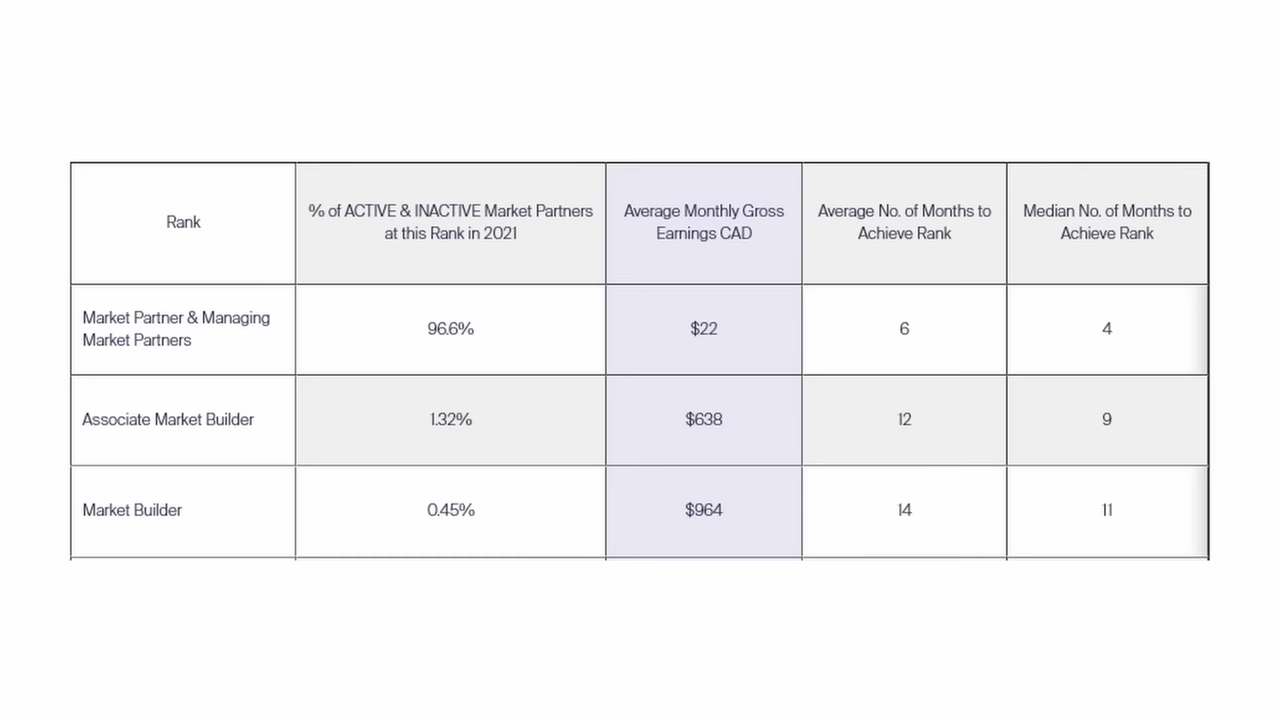 Rank
% of ACTIVE & INACTIVE Market Partners
at this Rank in 2021
Average Monthly Gross
Earnings CAD
Average No. of Months to
Achieve Rank
Median No. of Months to
Achieve Rank
Market Partner & Managing
Market Partners
96.6%
$22
6
4
Associate Market Builder
1.32%
$638
12
9
Market Builder
0.45%
$964
14
11